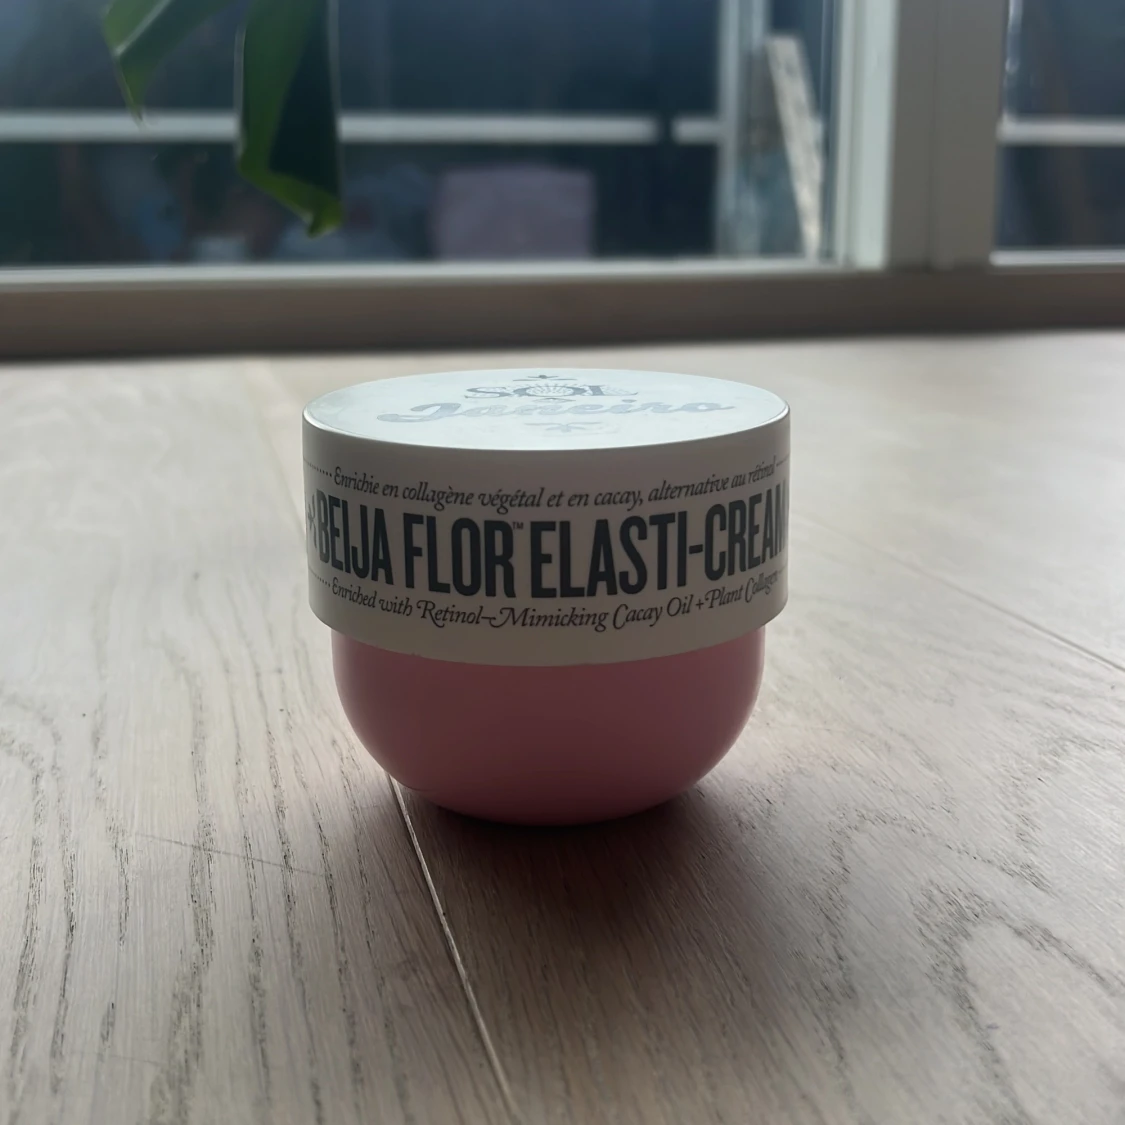 SOL
Janeiro
Enrichie en collagène végétal et en cacay, alternative au rétinol
BEIJA FLOR™ ELASTI-CREAM
Enriched with Retinol-Mimicking Cacay Oil + Plant Collagen